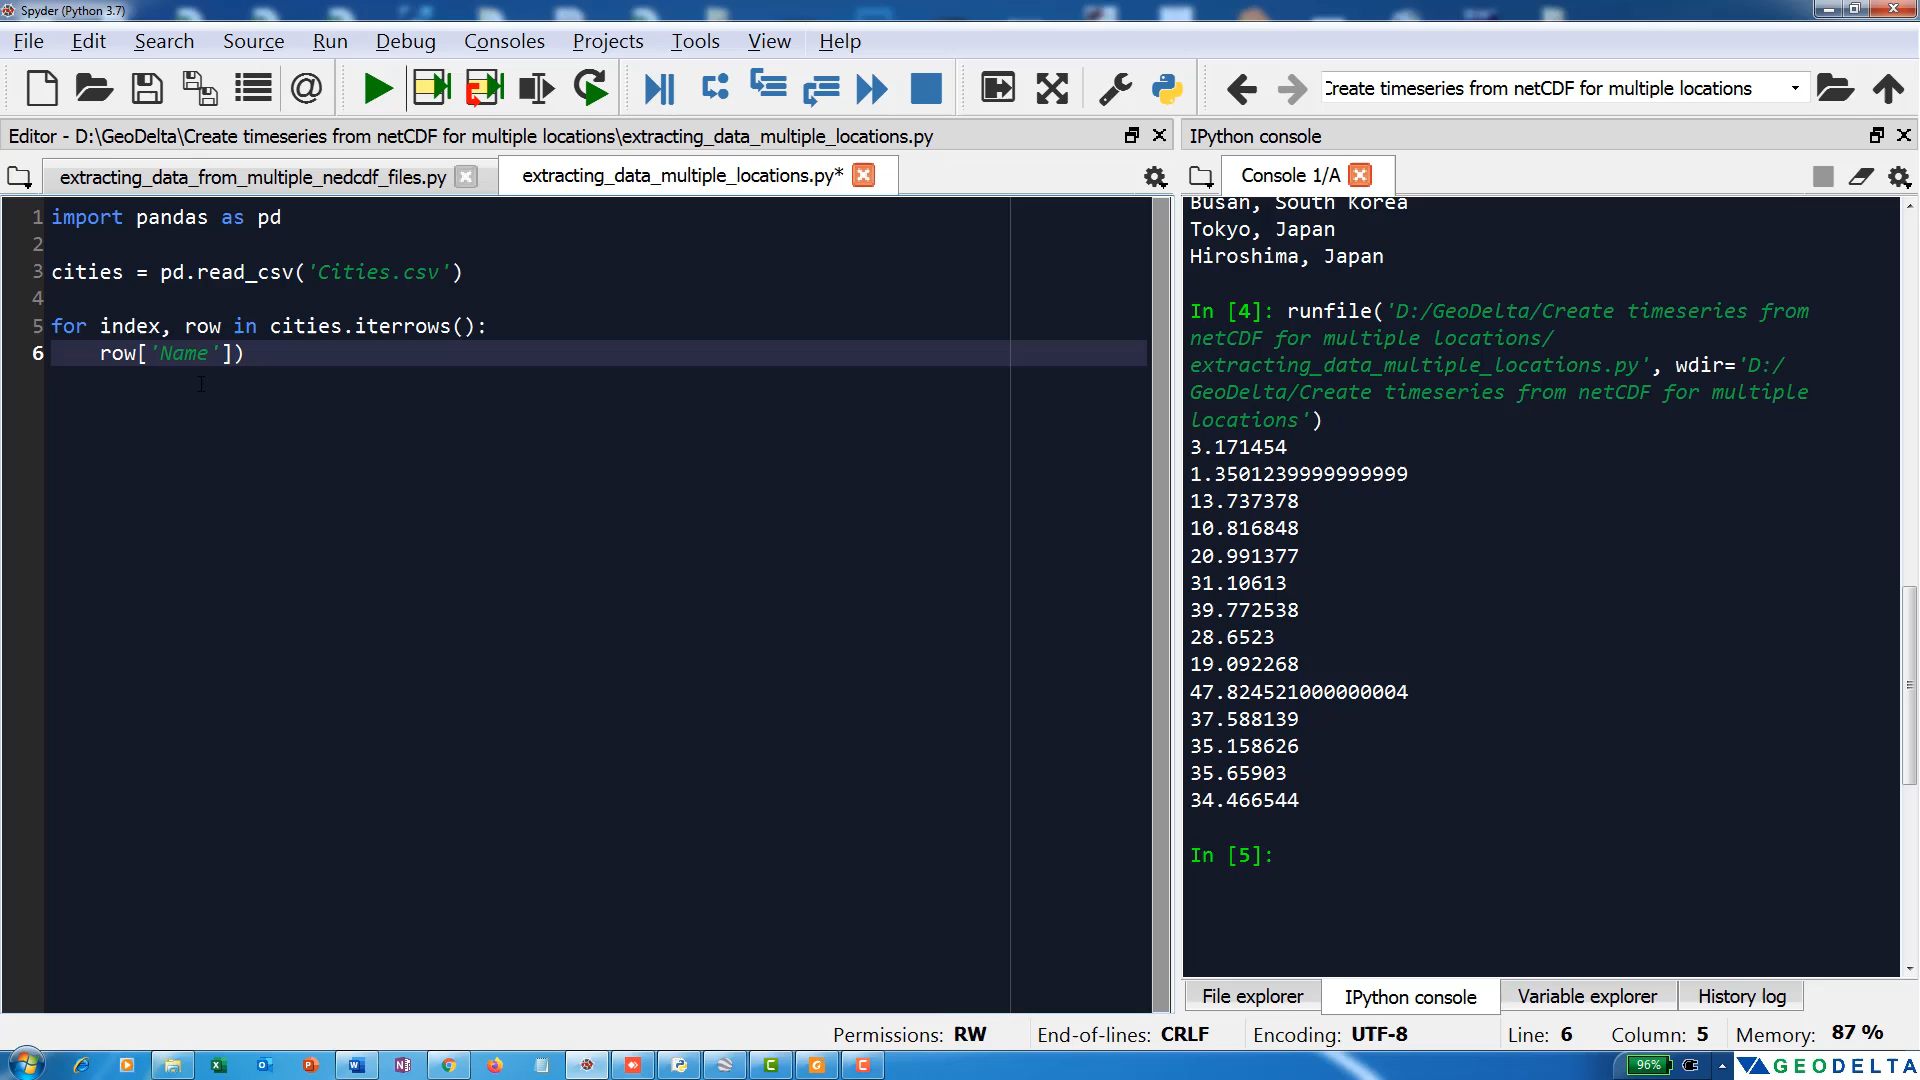 Spyder (Python 3.7)
File Edit Search Source Run Debug Consoles Projects Tools View Help
Create timeseries from netCDF for multiple locations
Editor - D:\GeoDelta\Create timeseries from netCDF for multiple locations\extracting_data_multiple_locations.py
IPython console
extracting_data_from_multiple_nedcdf_files.py
extracting_data_multiple_locations.py*
Console 1/A
1 import pandas as pd
2
3 cities = pd.read_csv('Cities.csv')
4
5 for index, row in cities.iterrows():
6 row['Name'])
Busan, South Korea
Tokyo, Japan
Hiroshima, Japan
In [4]: runfile('D:/GeoDelta/Create timeseries from
netCDF for multiple locations/
extracting_data_multiple_locations.py', wdir='D:/
GeoDelta/Create timeseries from netCDF for multiple
locations')
3.171454
1.3501239999999999
13.737378
10.816848
20.991377
31.10613
39.772538
28.6523
19.092268
47.824521000000004
37.588139
35.158626
35.65903
34.466544
In [5]:
File explorer IPython console Variable explorer History log
Permissions: RW End-of-lines: CRLF Encoding: UTF-8 Line: 6 Column: 5 Memory: 87 %
96%
GEODELTA